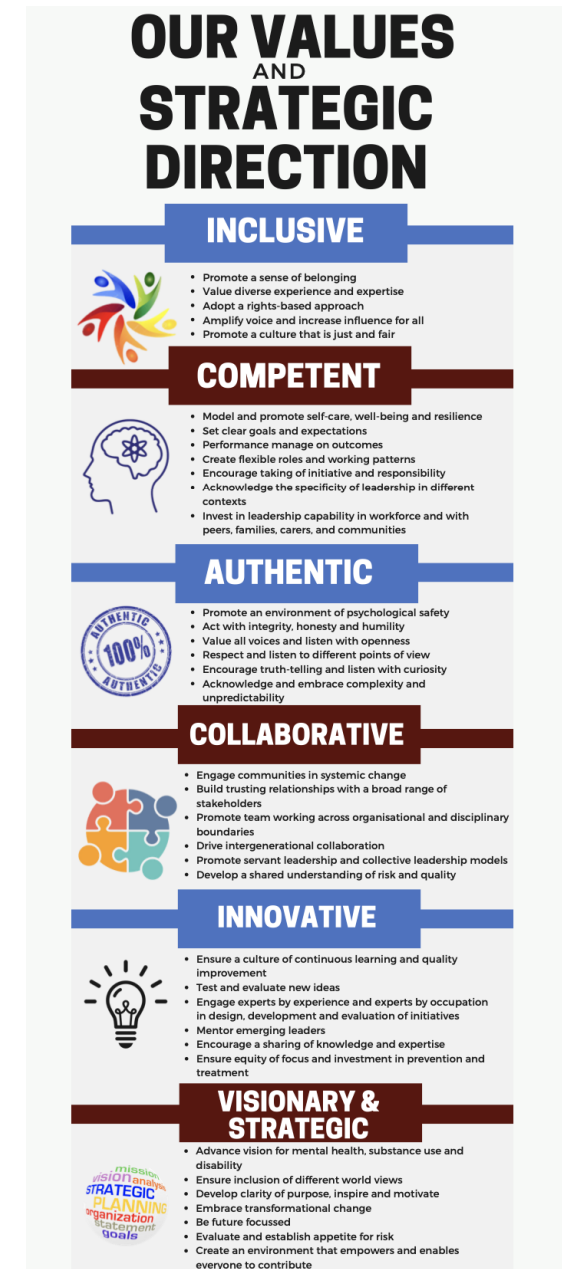 OUR VALUES
AND
STRATEGIC
DIRECTION
INCLUSIVE
• Promote a sense of belonging
• Value diverse experience and expertise
• Adopt a rights-based approach
• Amplify voice and increase influence for all
• Promote a culture that is just and fair
COMPETENT
• Model and promote self-care, well-being and resilience
• Set clear goals and expectations
• Performance manage on outcomes
• Create flexible roles and working patterns
• Encourage taking of initiative and responsibility
• Acknowledge the specificity of leadership in different
contexts
• Invest in leadership capability in workforce and with
peers, families, carers, and communities
AUTHENTIC
AUTHENTIC
100%
AUTHENTIC
• Promote an environment of psychological safety
• Act with integrity, honesty and humility
• Value all voices and listen with openness
• Respect and listen to different points of view
• Encourage truth-telling and listen with curiosity
• Acknowledge and embrace complexity and
unpredictability
COLLABORATIVE
• Engage communities in systemic change
• Build trusting relationships with a broad range of
stakeholders
• Promote team working across organisational and disciplinary
boundaries
• Drive intergenerational collaboration
• Promote servant leadership and collective leadership models
• Develop a shared understanding of risk and quality
INNOVATIVE
• Ensure a culture of continuous learning and quality
improvement
• Test and evaluate new ideas
• Engage experts by experience and experts by occupation
in design, development and evaluation of initiatives
• Mentor emerging leaders
• Encourage a sharing of knowledge and expertise
• Ensure equity of focus and investment in prevention and
treatment
VISIONARY &
STRATEGIC
mission
vision analysis
STRATEGIC
PLANNING
organization
statement
goals
• Advance vision for mental health, substance use and
disability
• Ensure inclusion of different world views
• Develop clarity of purpose, inspire and motivate
• Embrace transformational change
• Be future focussed
• Evaluate and establish appetite for risk
• Create an environment that empowers and enables
everyone to contribute